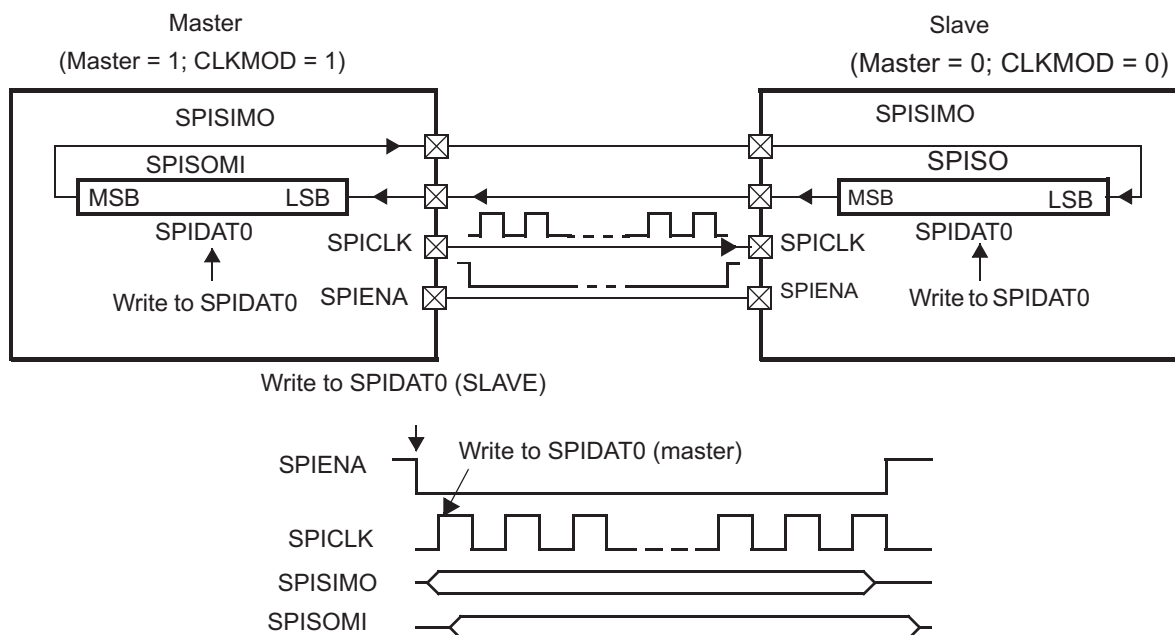 Master
(Master = 1; CLKMOD = 1)
Slave
(Master = 0; CLKMOD = 0)
SPISIMO
SPISIMO
SPISOMI
SPISO
MSB LSB
MSB LSB
SPIDAT0
SPIDAT0
SPICLK
SPICLK
Write to SPIDAT0
SPIENA
SPIENA
Write to SPIDAT0
Write to SPIDAT0 (SLAVE)
Write to SPIDAT0 (master)
SPIENA
SPICLK
SPISIMO
SPISOMI